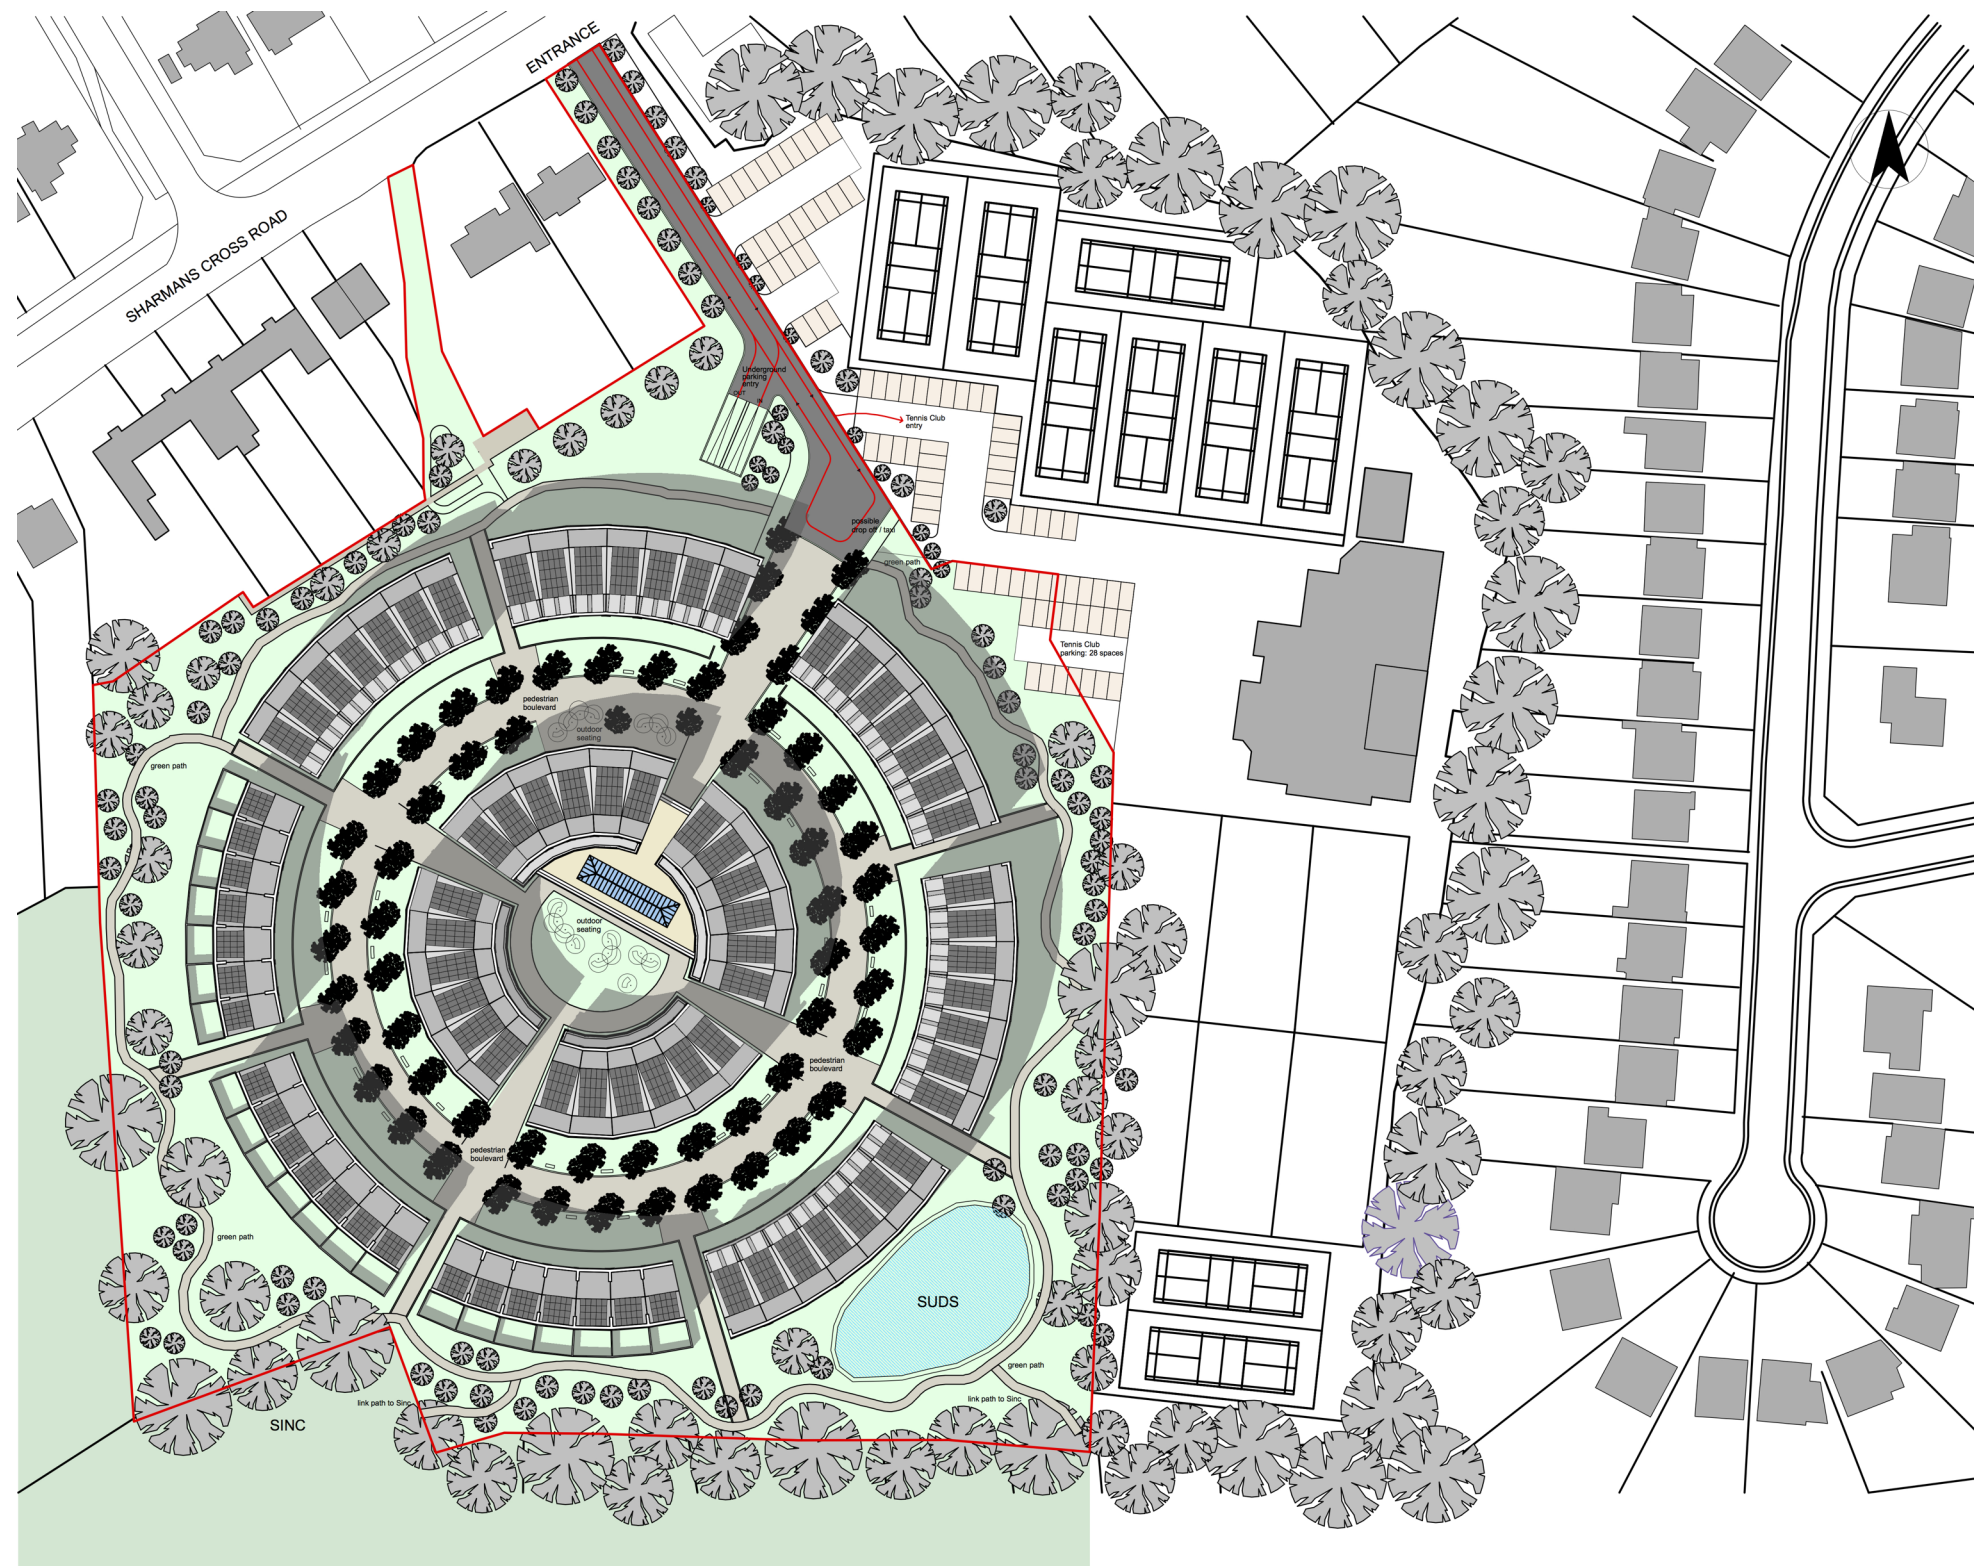 ENTRANCE
SHARMANS CROSS ROAD
Underground
parking
entry
OUT
IN
Tennis Club
entry
possible
drop off / taxi
green path
Tennis Club
parking: 28 spaces
pedestrian
boulevard
outdoor
seating
green path
outdoor
seating
pedestrian
boulevard
pedestrian
boulevard
green path
SUDS
green path
link path to Sinc
link path to Sinc
SINC